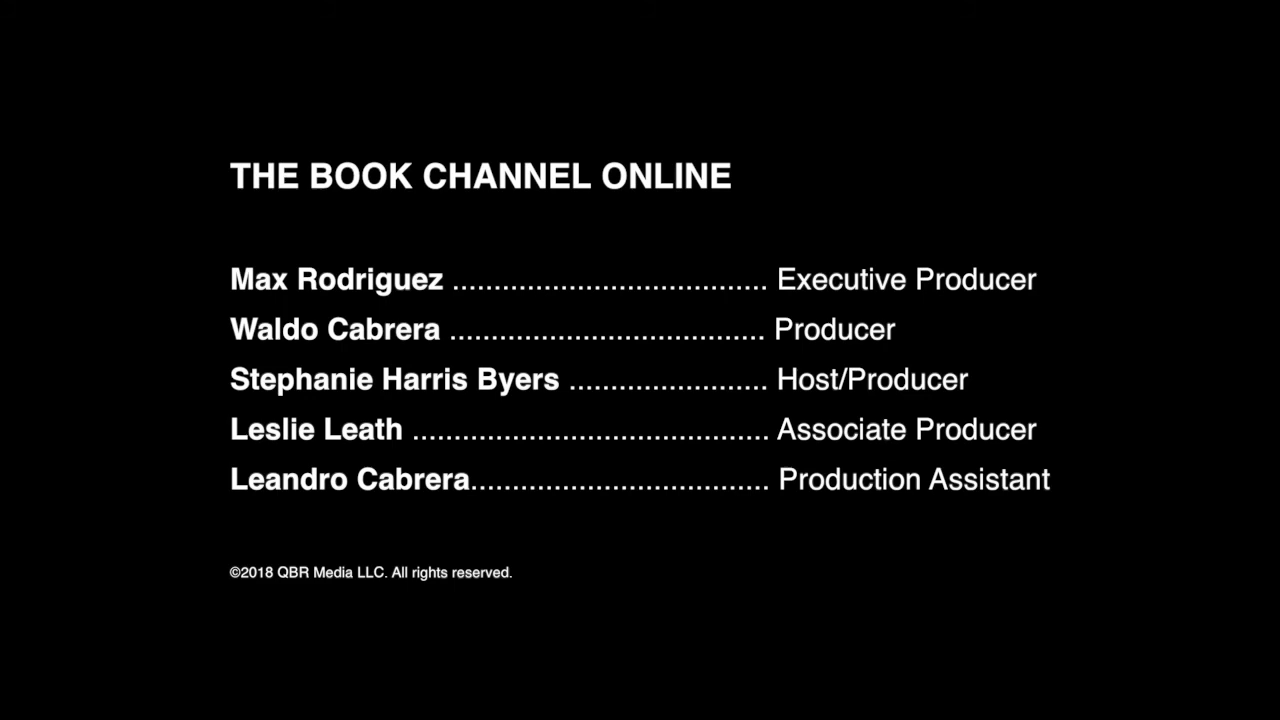 THE BOOK CHANNEL ONLINE
Max Rodriguez ...................................... Executive Producer
Waldo Cabrera ...................................... Producer
Stephanie Harris Byers ........................ Host/Producer
Leslie Leath ........................................... Associate Producer
Leandro Cabrera.................................... Production Assistant
©2018 QBR Media LLC. All rights reserved.